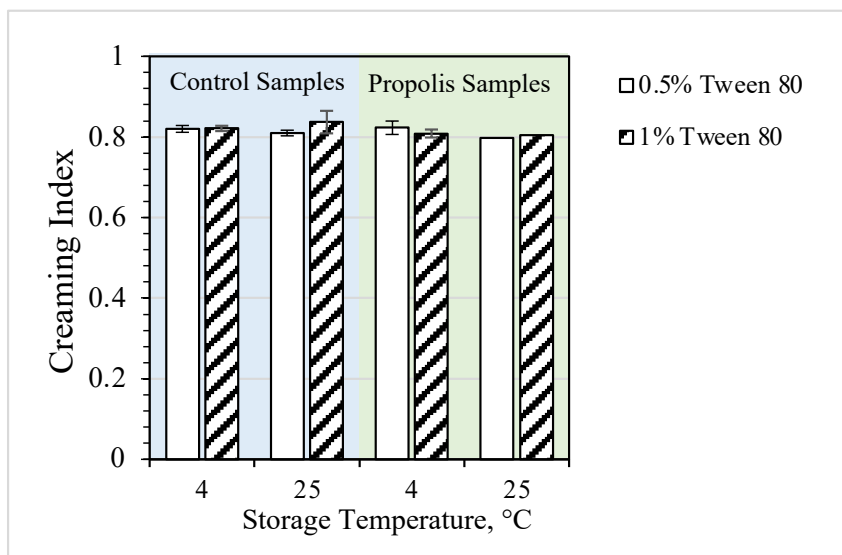 1
Control Samples Propolis Samples
0.5% Tween 80
0.8
1% Tween 80
0.6
0.4
0.2
0
Creaming Index
4 25 4 25
Storage Temperature, °C